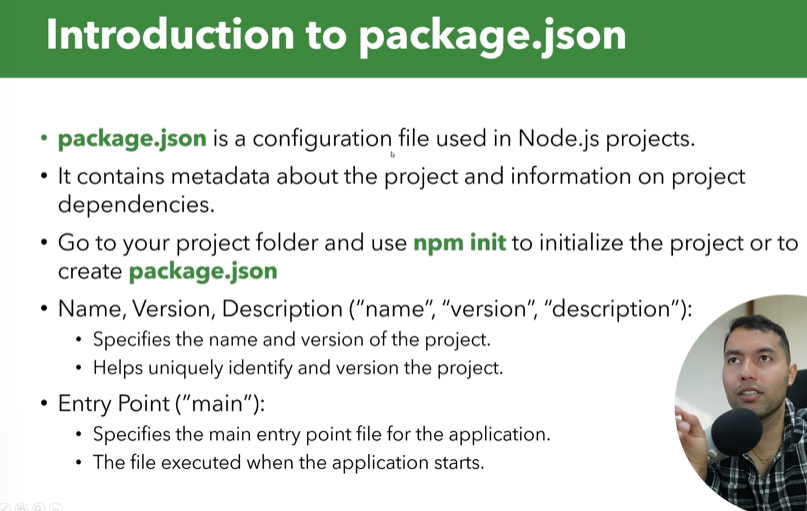 Introduction to package.json
• package.json is a configuration file used in Node.js projects.
• It contains metadata about the project and information on project
dependencies.
• Go to your project folder and use npm init to initialize the project or to
create package.json
• Name, Version, Description ("name", "version", "description"):
• Specifies the name and version of the project.
• Helps uniquely identify and version the project.
• Entry Point ("main"):
• Specifies the main entry point file for the application.
• The file executed when the application starts.